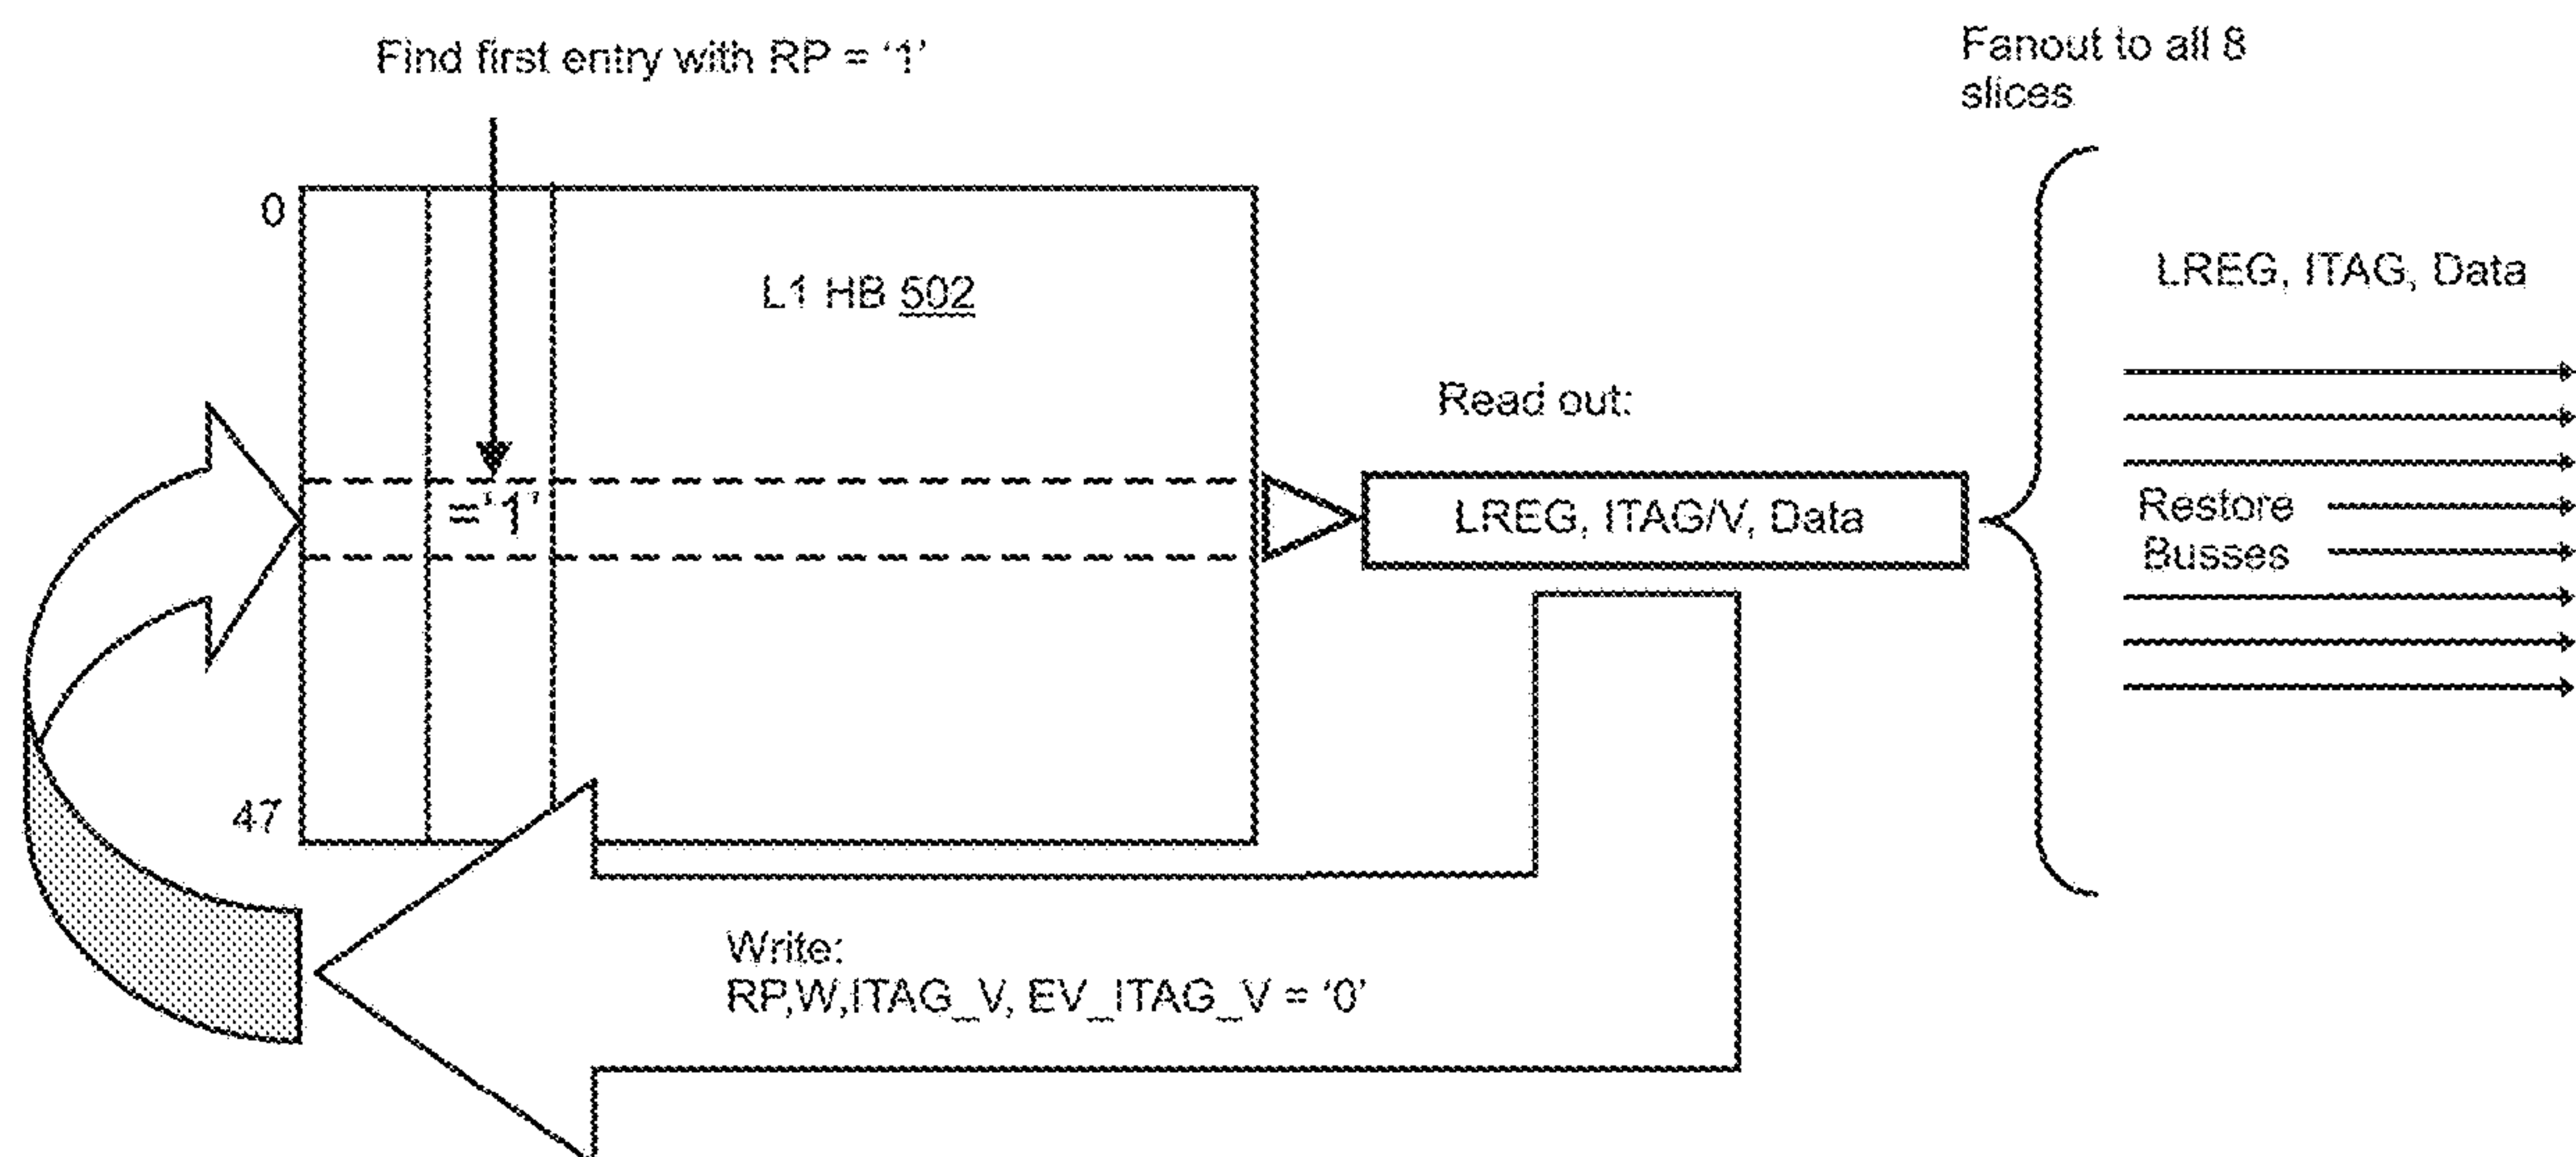 Find first entry with RP = ‘1’
Fanout to all 8
slices
0
L1 HB 502
LREG, ITAG, Data
Read out:
=‘1’
LREG, ITAG/V, Data
Restore
Busses
47
Write:
RP,W,ITAG_V, EV_ITAG_V = ‘0’